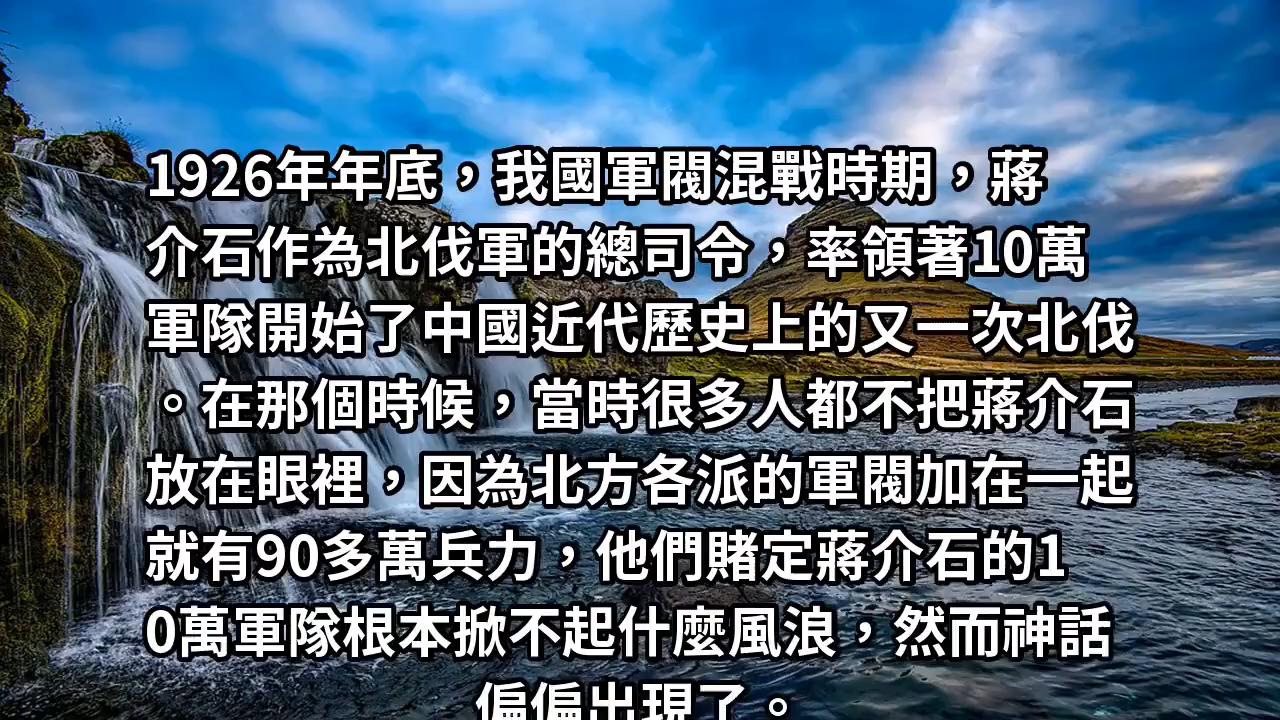 1926年年底，我國軍閥混戰時期，蔣
介石作為北伐軍的總司令，率領著10萬
軍隊開始了中國近代歷史上的又一次北伐
。在那個時候，當時很多人都不把蔣介石
放在眼裡，因為北方各派的軍閥加在一起
就有90多萬兵力，他們賭定蔣介石的1
0萬軍隊根本掀不起什麼風浪，然而神話
偏偏出現了。